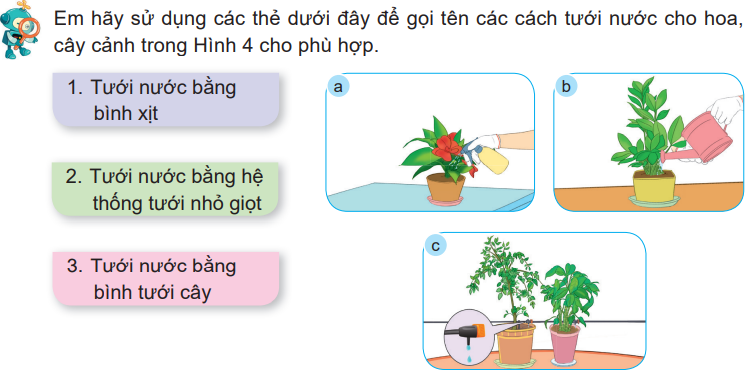 Em hãy sử dụng các thẻ dưới đây để gọi tên các cách tưới nước cho hoa,
cây cảnh trong Hình 4 cho phù hợp.
1. Tưới nước bằng
bình xịt
2. Tưới nước bằng hệ
thống tưới nhỏ giọt
3. Tưới nước bằng
bình tưới cây
a
b
c